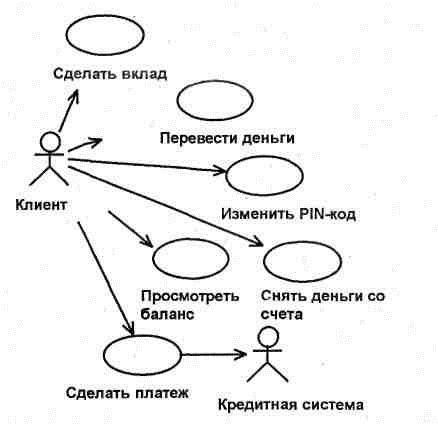 Сделать вклад
Перевести деньги
Клиент
Изменить PIN-код
Просмотреть
баланс
Снять деньги со
счета
Сделать платеж
Кредитная система